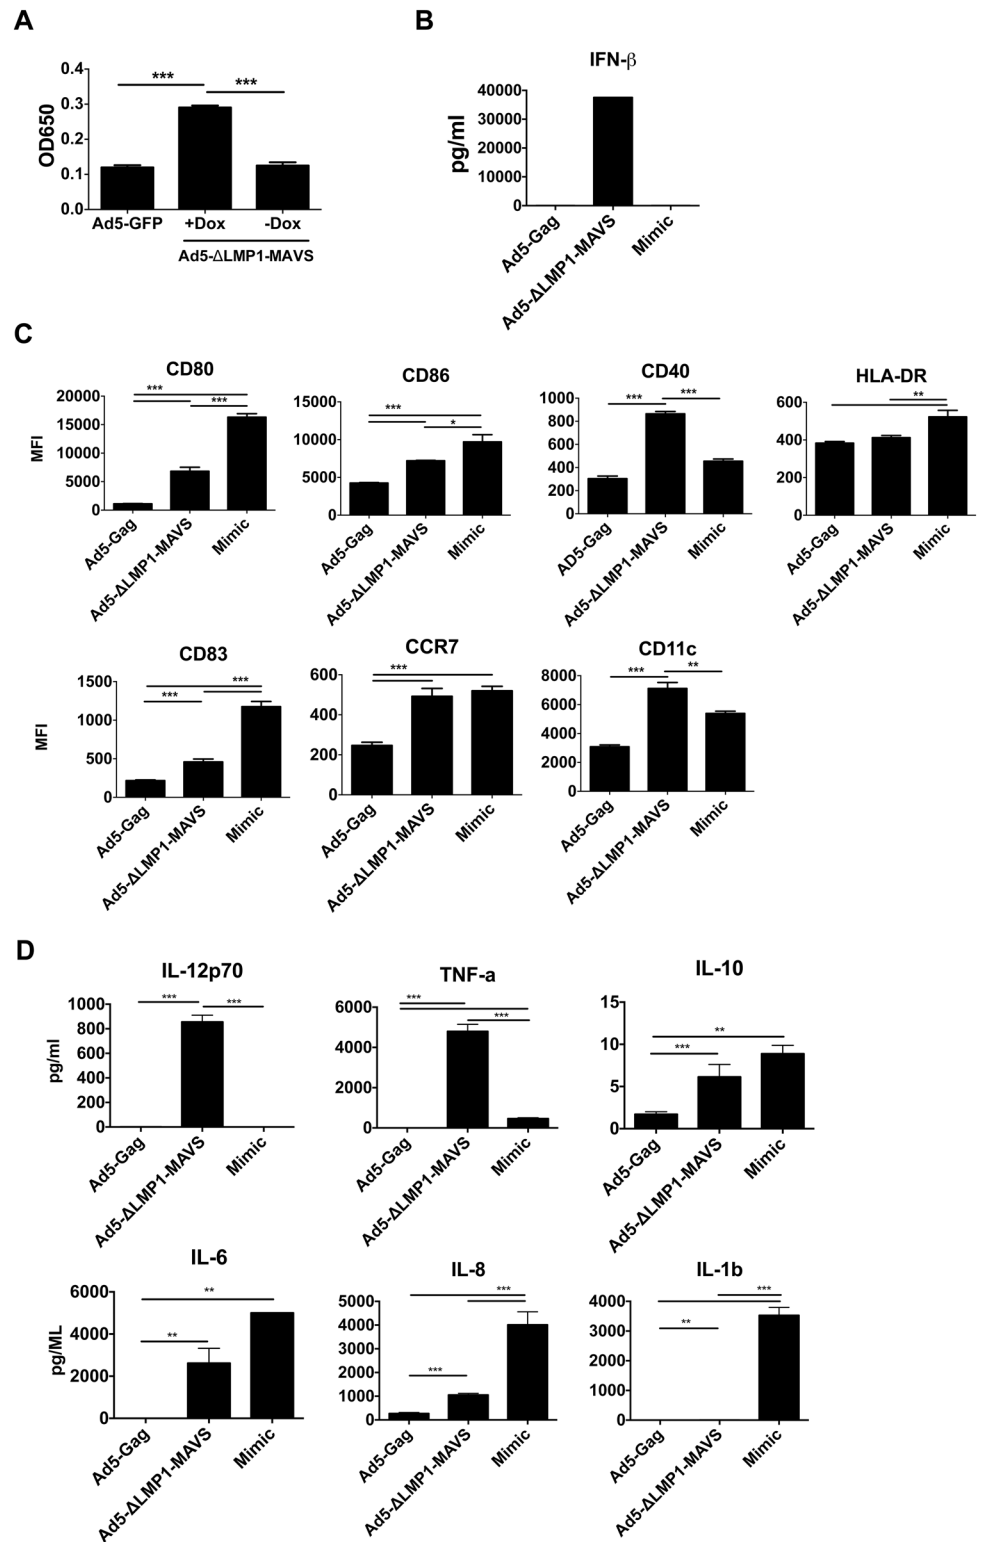 A
B
0.4
0.3
0.2
0.1
0.0
OD650
***
***
Ad5-GFP
+Dox
-Dox
Ad5-ΔLMP1-MAVS
IFN-β
40000
30000
20000
10000
0
pg/ml
Ad5-Gag
Ad5-ΔLMP1-MAVS
Mimic
C
CD80
20000
15000
10000
5000
0
MFI
***
***
Ad5-Gag
Ad5-ΔLMP1-MAVS
Mimic
CD86
15000
10000
5000
0
***
*
Ad5-Gag
Ad5-ΔLMP1-MAVS
Mimic
CD40
1000
800
600
400
200
0
***
***
AD5-Gag
Ad5-ΔLMP1-MAVS
Mimic
HLA-DR
600
400
200
0
**
Ad5-Gag
Ad5-ΔLMP1-MAVS
Mimic
CD83
1500
1000
500
0
MFI
***
***
Ad5-Gag
Ad5-ΔLMP1-MAVS
Mimic
CCR7
600
400
200
0
***
Ad5-Gag
Ad5-ΔLMP1-MAVS
Mimic
CD11c
8000
6000
4000
2000
0
***
**
Ad5-Gag
Ad5-ΔLMP1-MAVS
Mimic
D
IL-12p70
1000
800
600
400
200
0
pg/ml
***
***
Ad5-Gag
Ad5-ΔLMP1-MAVS
Mimic
TNF-a
6000
4000
2000
0
***
***
Ad5-Gag
Ad5-ΔLMP1-MAVS
Mimic
IL-10
15
10
5
0
**
***
Ad5-Gag
Ad5-ΔLMP1-MAVS
Mimic
IL-6
6000
4000
2000
0
pg/ML
**
**
Ad5-Gag
Ad5-ΔLMP1-MAVS
Mimic
IL-8
5000
4000
3000
2000
1000
0
***
***
Ad5-Gag
Ad5-ΔLMP1-MAVS
Mimic
IL-1b
4000
3000
2000
1000
0
***
**
Ad5-Gag
Ad5-ΔLMP1-MAVS
Mimic